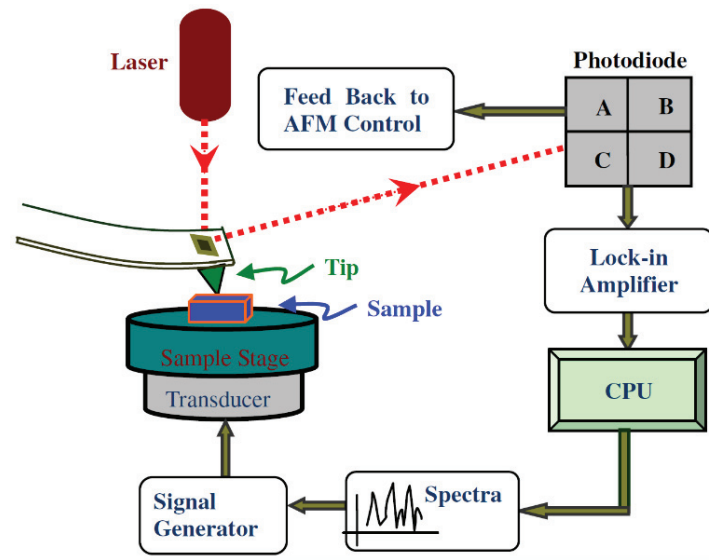 Laser
Photodiode
Feed Back to
AFM Control
A B
C D
Lock-in
Amplifier
Tip
Sample
Sample Stage
Transducer
CPU
Signal
Generator
Spectra